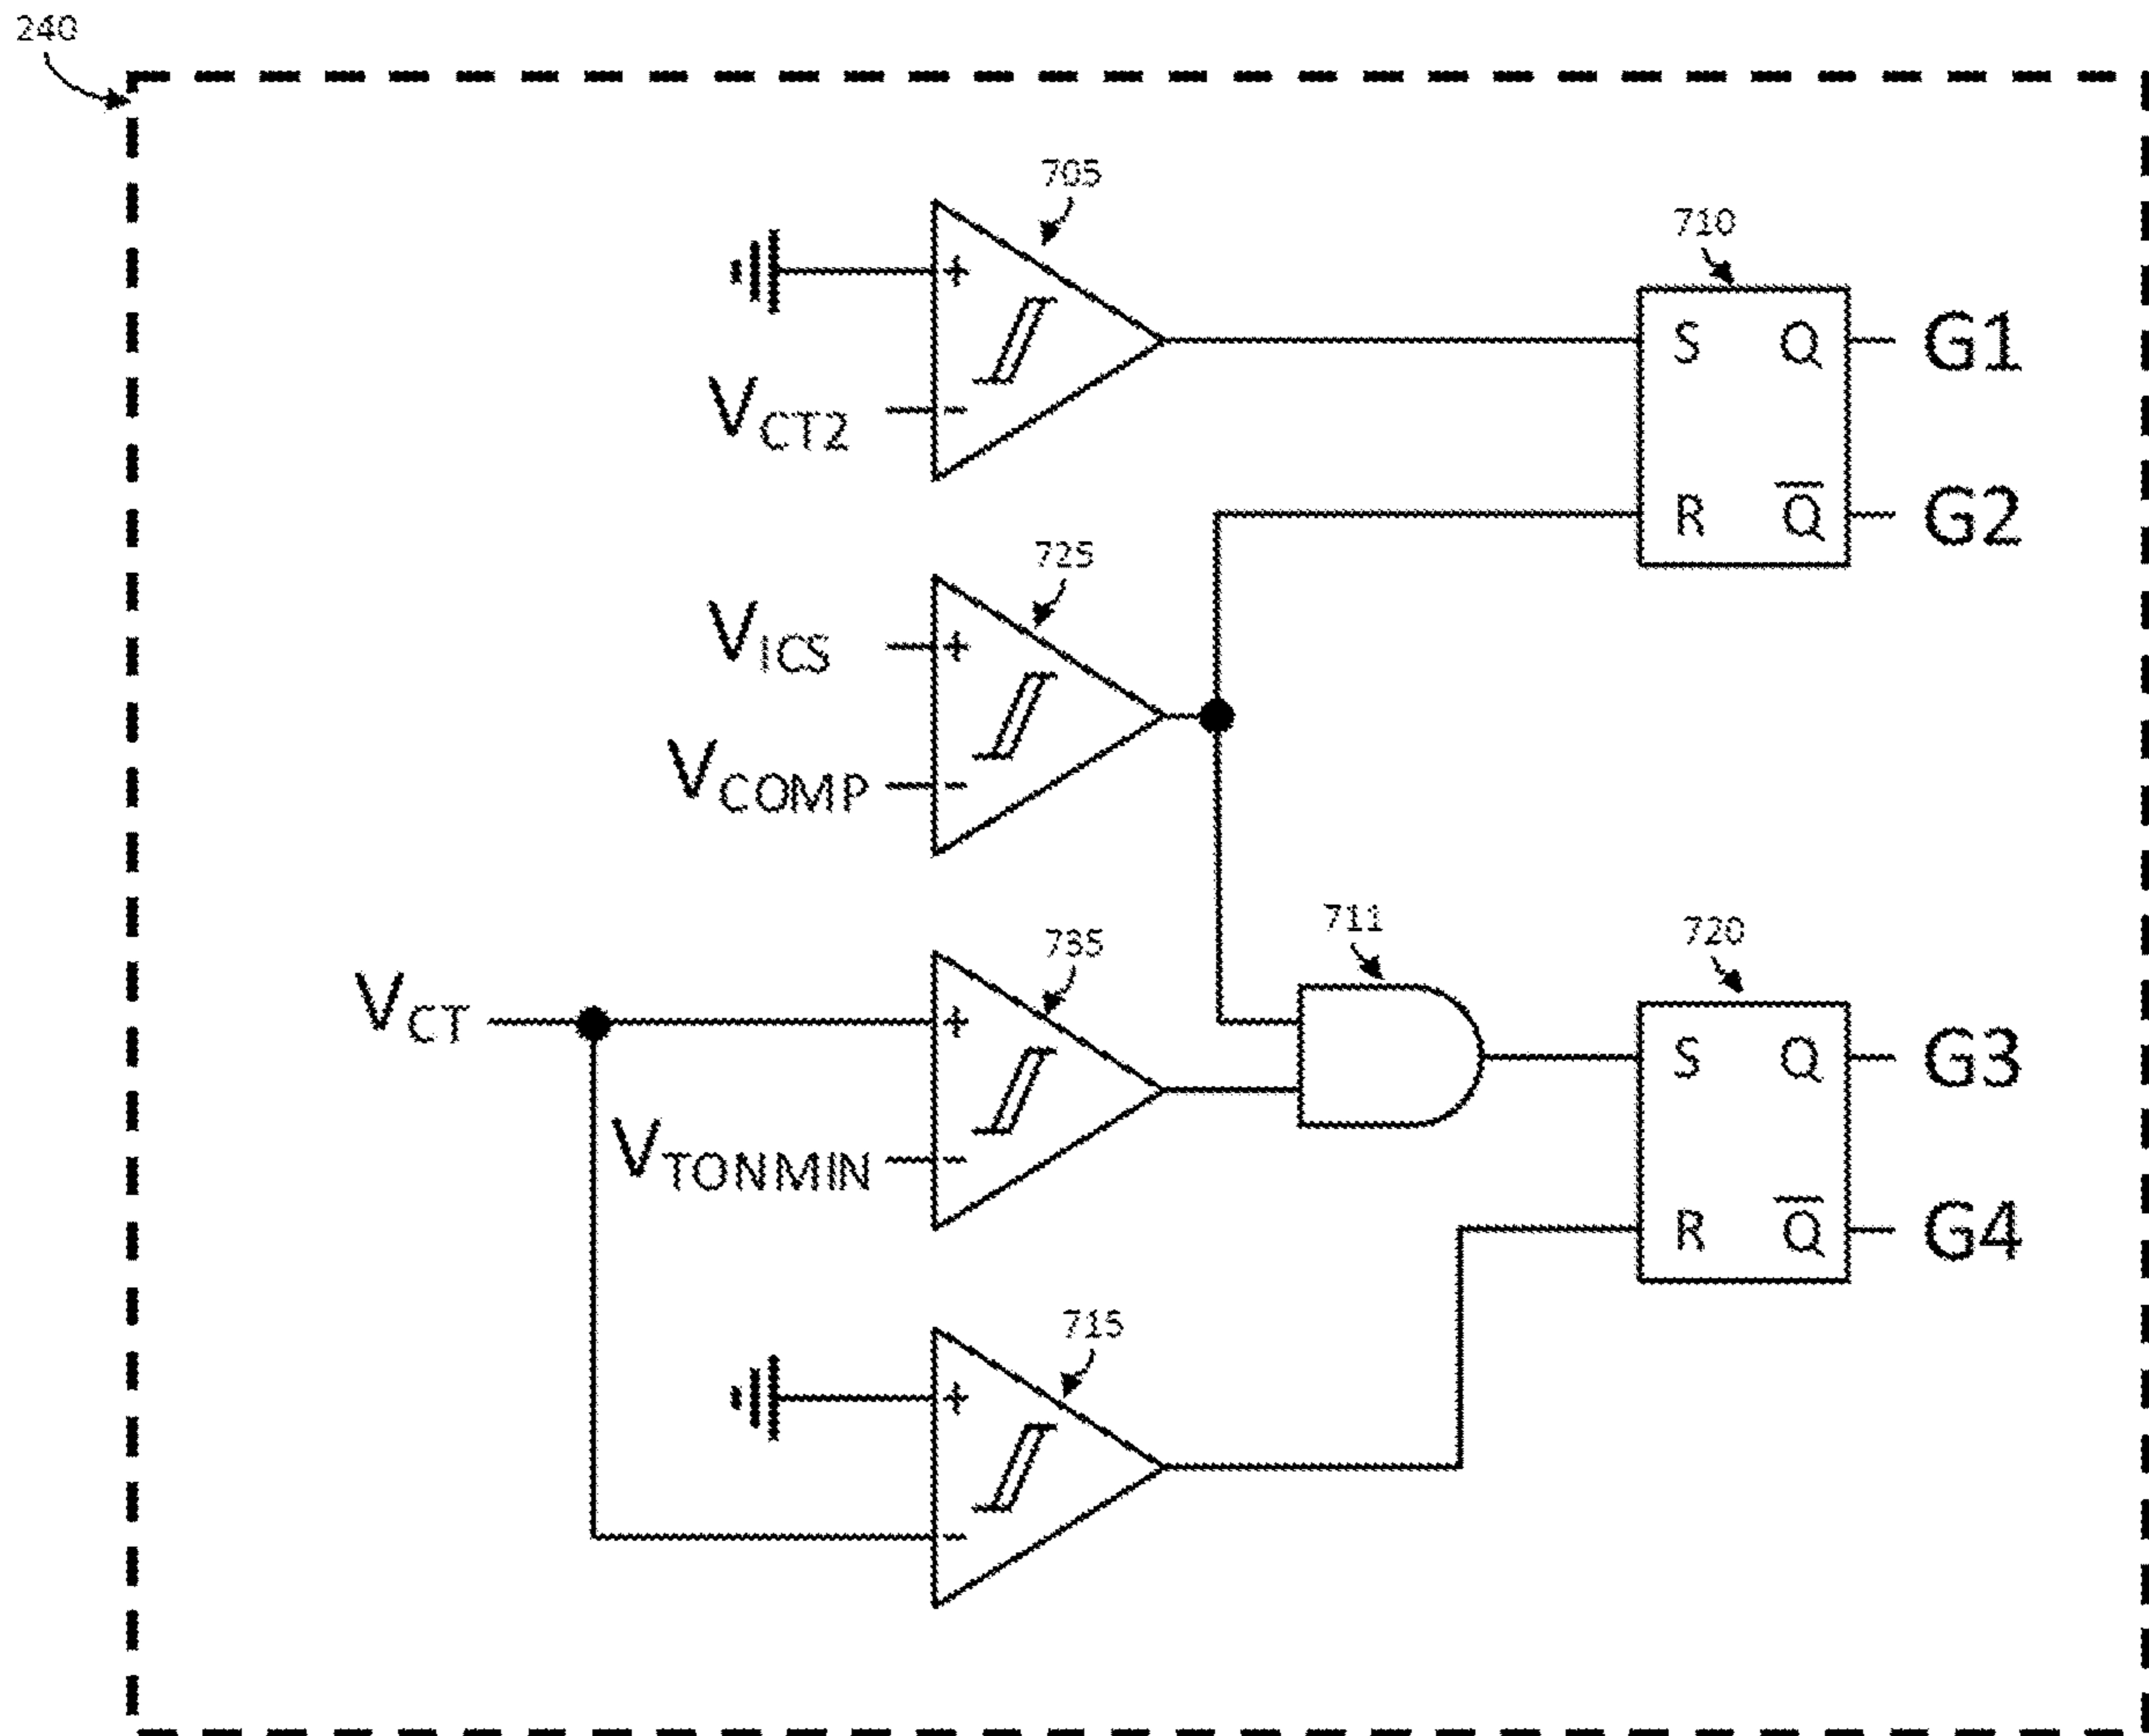 240
705
710
+
S Q
G1
V_CT2
-
R Q̅
G2
725
V_ICS
+
V_COMP
-
735
711
720
V_CT
+
S Q
G3
V_TONMIN
-
R Q̅
G4
715
+
-